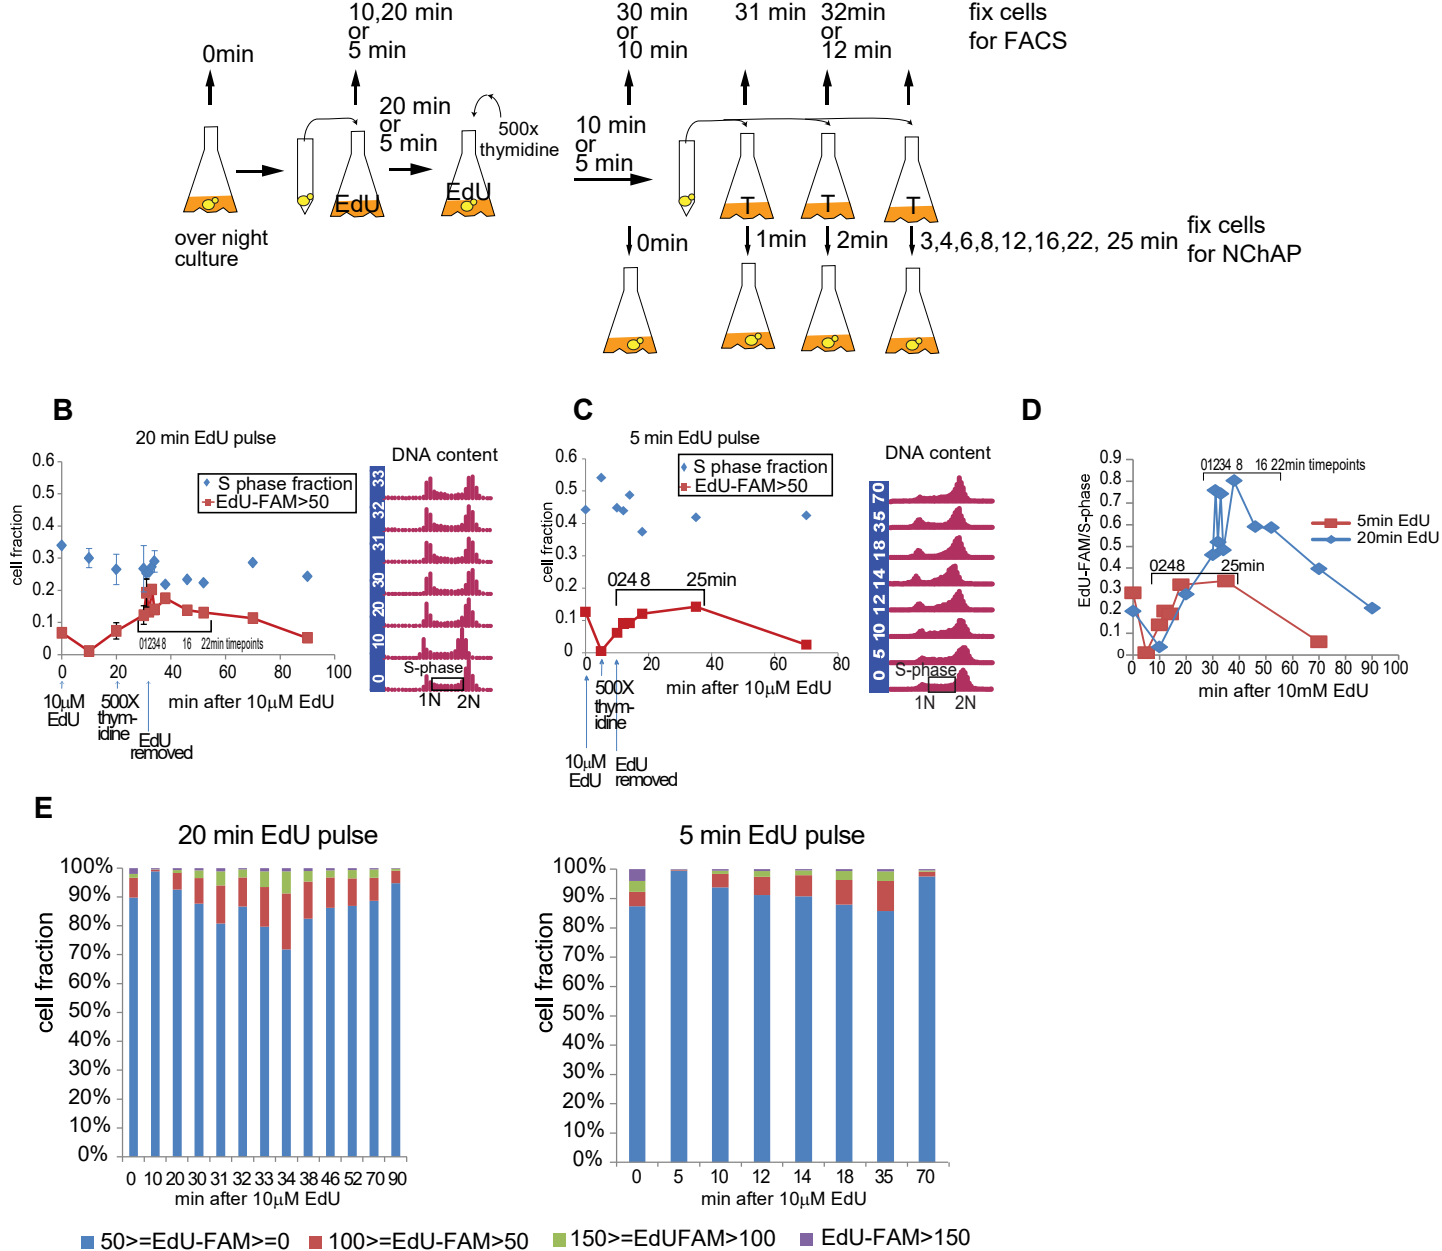 10,20 min
or
5 min
0min
30 min
or
10 min
31 min
32min
or
12 min
fix cells
for FACS
20 min
or
5 min
500x
thymidine
10 min
or
5 min
EdU
EdU
T
T
T
over night
culture
0min
1min
2min
3,4,6,8,12,16,22, 25 min
fix cells
for NChAP
B
20 min EdU pulse
S phase fraction
EdU-FAM>50
cell fraction
0.6
0.5
0.4
0.3
0.2
0.1
0
01234 8 16 22min timepoints
0 20 40 60 80 100
min after 10µM EdU
10µM
EdU
500X
thym-
idine
EdU
removed
DNA content
33
32
31
30
20
10
0
S-phase
1N 2N
C
5 min EdU pulse
S phase fraction
EdU-FAM>50
cell fraction
0.6
0.5
0.4
0.3
0.2
0.1
0
024 8 25min
0 20 40 60 80
min after 10µM EdU
500X
thym-
idine
10µM
EdU
EdU
removed
DNA content
70
35
18
14
12
10
5
0
S-phase
1N 2N
D
EdU-FAM/S-phase
0.9
0.8
0.7
0.6
0.5
0.4
0.3
0.2
0.1
0
01234 8 16 22min timepoints
0248 25min
5min EdU
20min EdU
0 10 20 30 40 50 60 70 80 90 100
min after 10mM EdU
E
20 min EdU pulse
cell fraction
100%
90%
80%
70%
60%
50%
40%
30%
20%
10%
0%
0 10 20 30 31 32 33 34 38 46 52 70 90
min after 10µM EdU
5 min EdU pulse
cell fraction
100%
90%
80%
70%
60%
50%
40%
30%
20%
10%
0%
0 5 10 12 14 18 35 70
min after 10µM EdU
50>=EdU-FAM>=0
100>=EdU-FAM>50
150>=EdUFAM>100
EdU-FAM>150